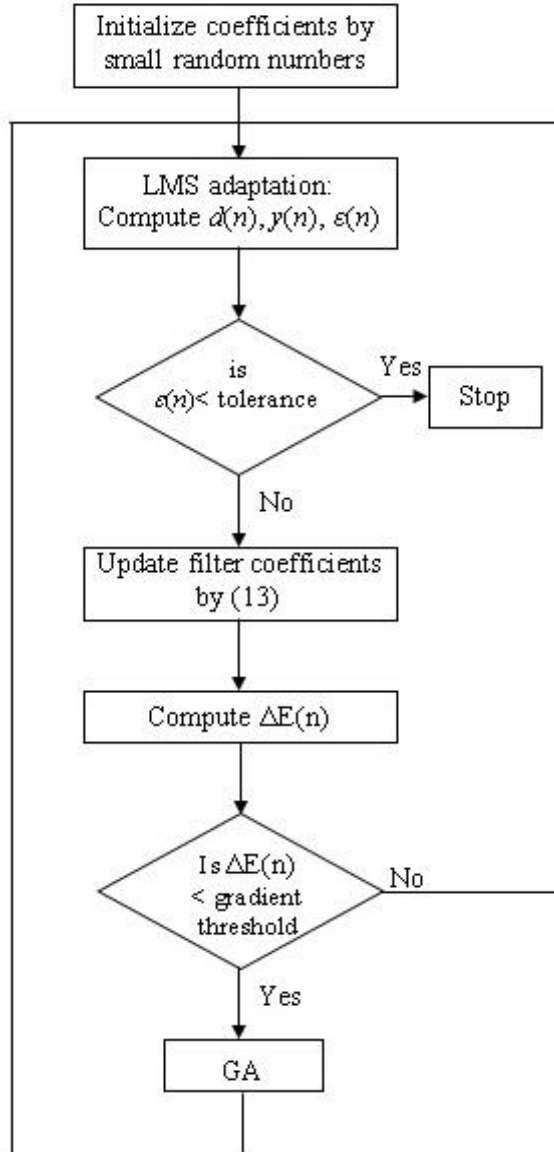 Initialize coefficients by
small random numbers
LMS adaptation:
Compute d(n), y(n), ε(n)
is
ε(n)< tolerance
Yes
Stop
No
Update filter coefficients
by (13)
Compute ΔE(n)
Is ΔE(n)
< gradient
threshold
No
Yes
GA